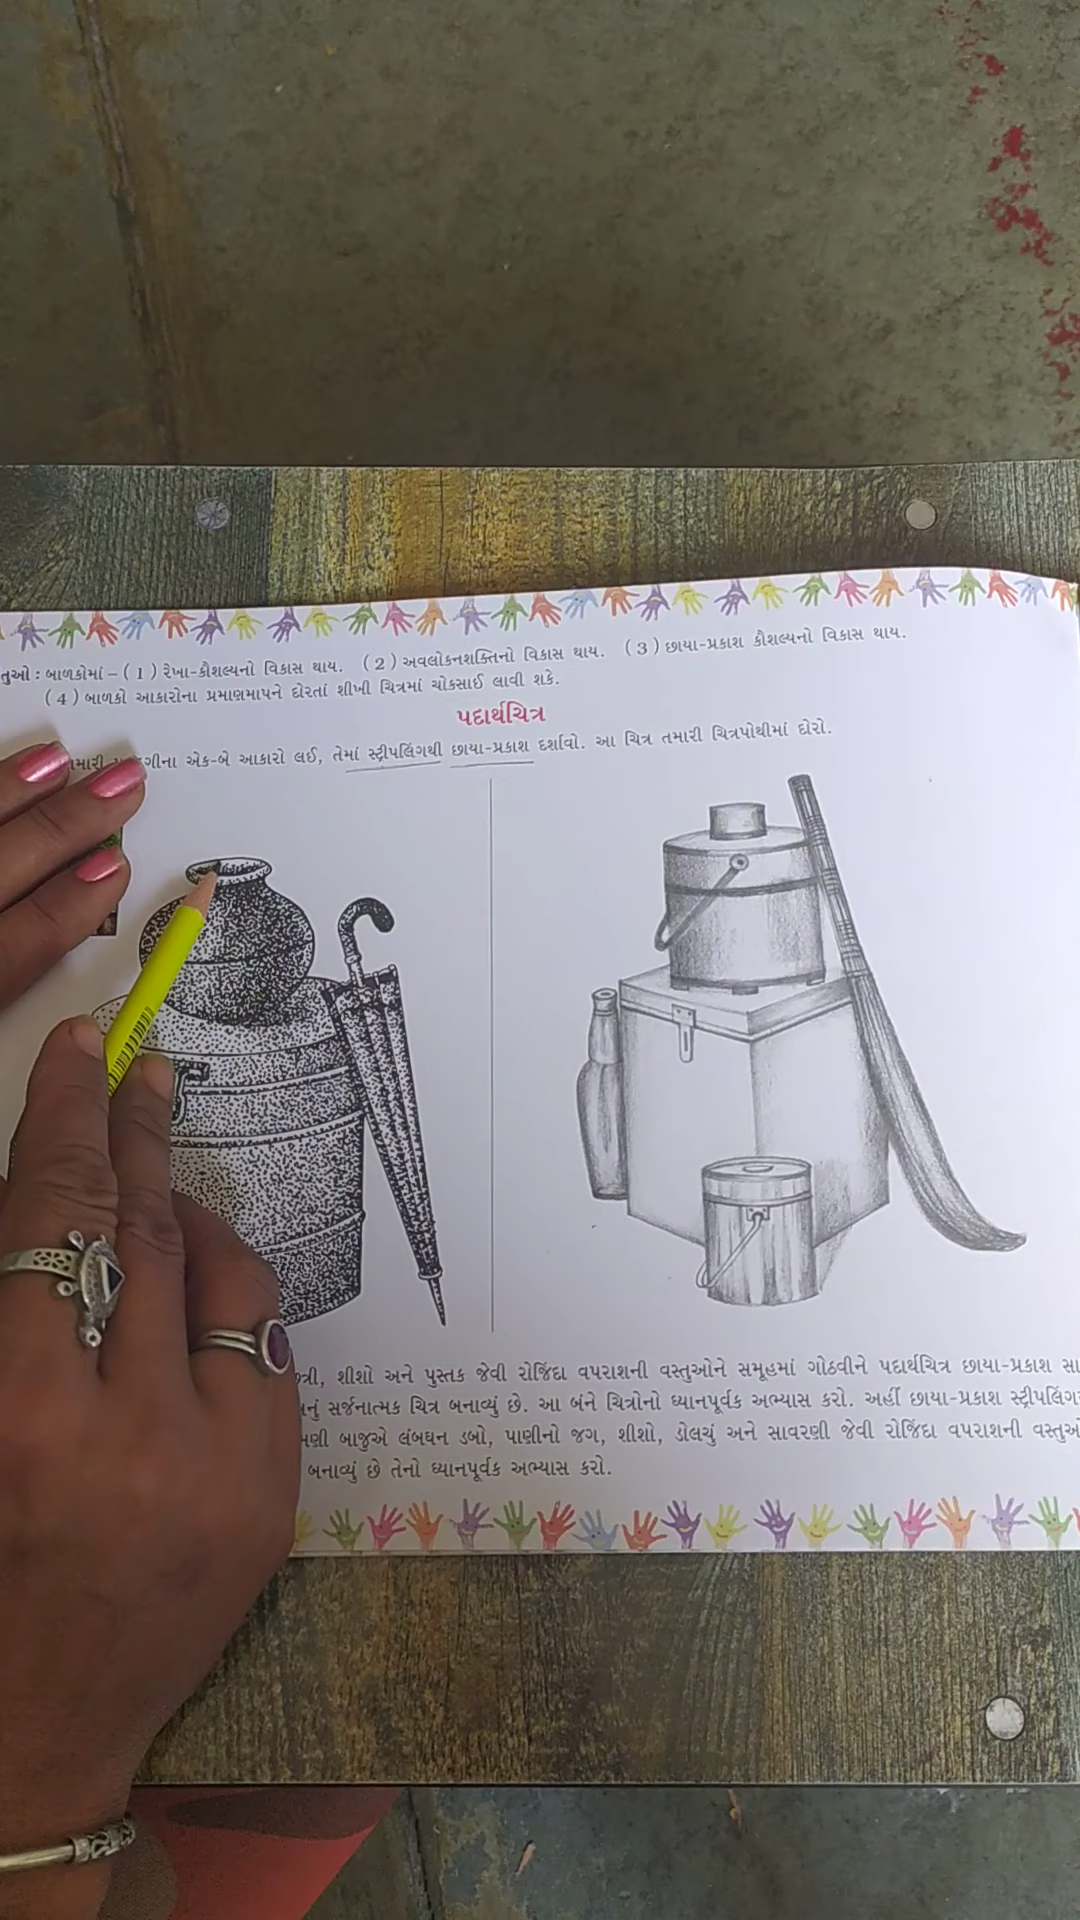 તુઓ : બાળકોમાં – ( 1 ) રેખા-કૌશલ્યનો વિકાસ થાય. ( 2 ) અવલોકનશક્તિનો વિકાસ થાય. ( 3 ) છાયા-પ્રકાશ કૌશલ્યનો વિકાસ થાય.
( 4 ) બાળકો આકારોના પ્રમાણમાપને દોરતાં શીખી ચિત્રમાં ચોકસાઈ લાવી શકે.
પદાર્થચિત્ર
મારી ગીના એક-બે આકારો લઈ, તેમાં સ્ટ્રીપલિંગથી છાયા-પ્રકાશ દર્શાવો. આ ચિત્ર તમારી ચિત્રપોથીમાં દોરો.
ત્રી, શીશો અને પુસ્તક જેવી રોજિંદા વપરાશની વસ્તુઓને સમૂહમાં ગોઠવીને પદાર્થચિત્ર છાયા-પ્રકાશ સા
નું સર્જનાત્મક ચિત્ર બનાવ્યું છે. આ બંને ચિત્રોનો ધ્યાનપૂર્વક અભ્યાસ કરો. અહીં છાયા-પ્રકાશ સ્ટ્રીપલિંગ
મણી બાજુએ લંબઘન ડબો, પાણીનો જગ, શીશો, ડોલચું અને સાવરણી જેવી રોજિંદા વપરાશની વસ્તુઓ
બનાવ્યું છે તેનો ધ્યાનપૂર્વક અભ્યાસ કરો.